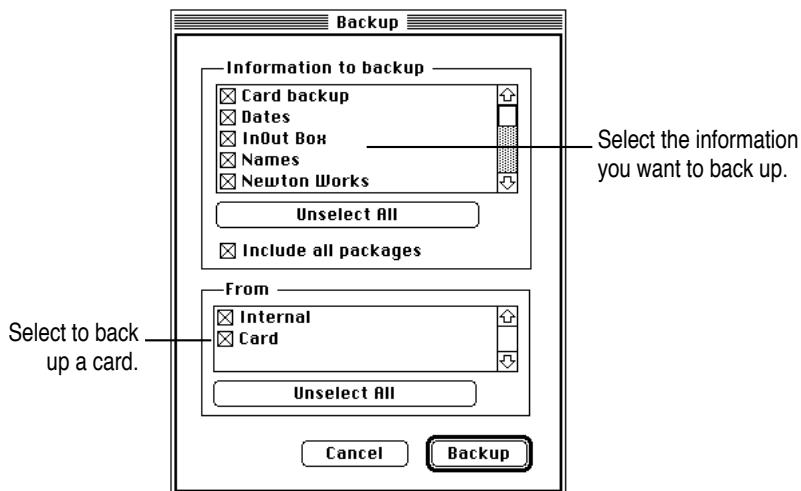 Backup
Information to backup
Card backup
Dates
InOut Box
Names
Newton Works
Select the information
you want to back up.
Unselect All
Include all packages
From
Internal
Card
Select to back
up a card.
Unselect All
Cancel
Backup